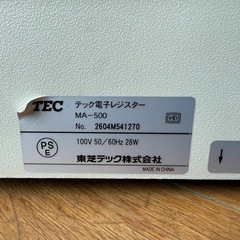 TEC テック電子レジスター
MA-500
No. 2604M541270
PS
E
100V 50/60Hz 28W
東芝テック株式会社
MADE IN CHINA